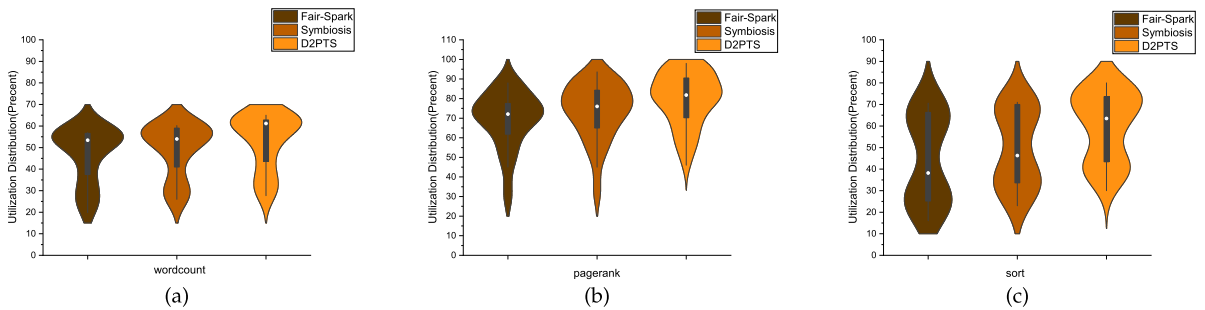 Fair-Spark
Symbiosis
D2PTS
Utilization Distribution(Precent)
100
90
80
70
60
50
40
30
20
10
0
wordcount
(a)
Fair-Spark
Symbiosis
D2PTS
Utilization Distribution(Precent)
110
100
90
80
70
60
50
40
30
20
10
0
pagerank
(b)
Fair-Spark
Symbiosis
D2PTS
Utilization Distribution(Precent)
100
90
80
70
60
50
40
30
20
10
0
sort
(c)